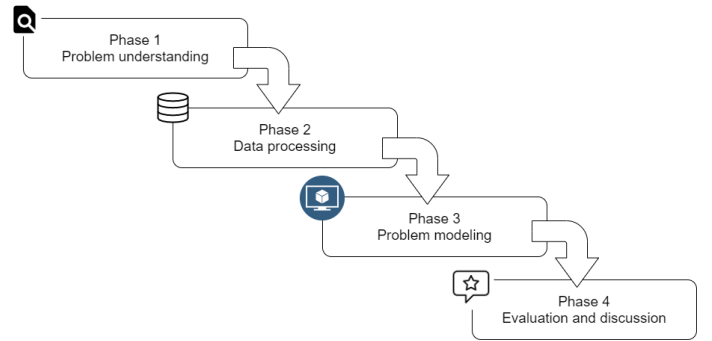 Phase 1
Problem understanding
Phase 2
Data processing
Phase 3
Problem modeling
Phase 4
Evaluation and discussion